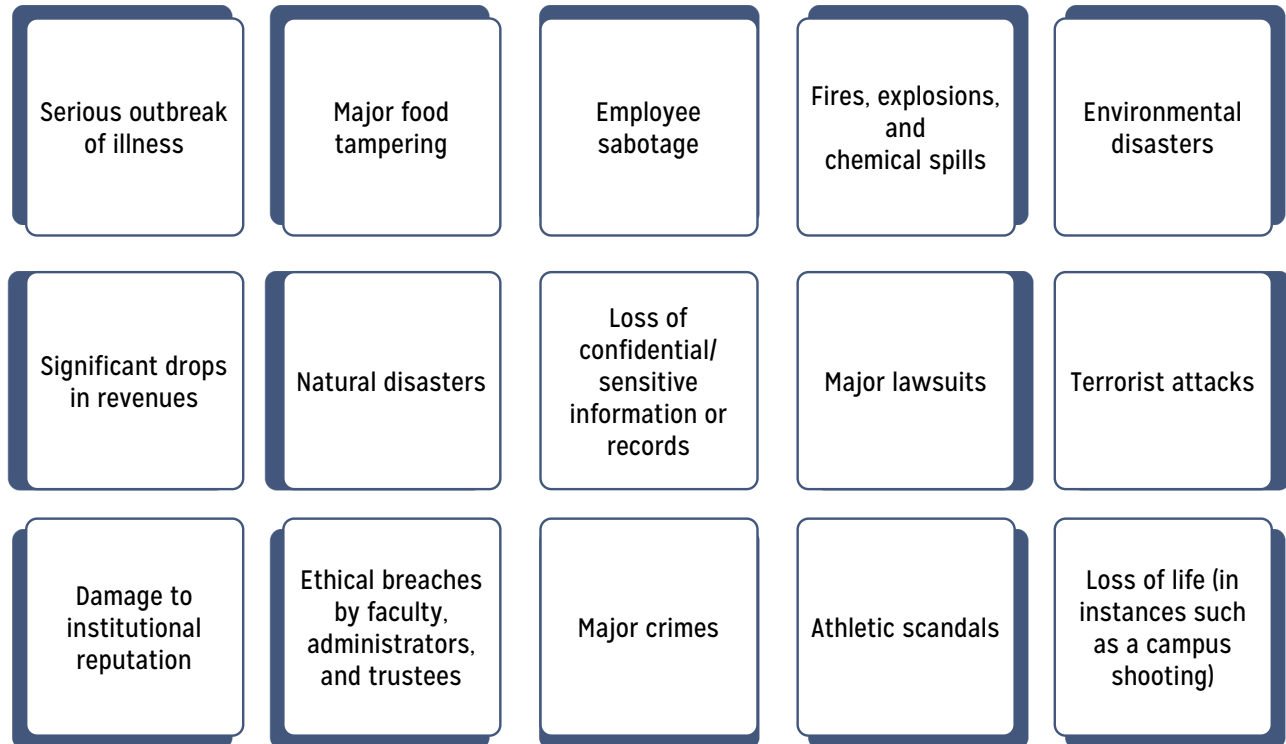 Serious outbreak
of illness
Major food
tampering
Employee
sabotage
Fires, explosions,
and
chemical spills
Environmental
disasters
Significant drops
in revenues
Natural disasters
Loss of
confidential/
sensitive
information or
records
Major lawsuits
Terrorist attacks
Damage to
institutional
reputation
Ethical breaches
by faculty,
administrators,
and trustees
Major crimes
Athletic scandals
Loss of life (in
instances such
as a campus
shooting)